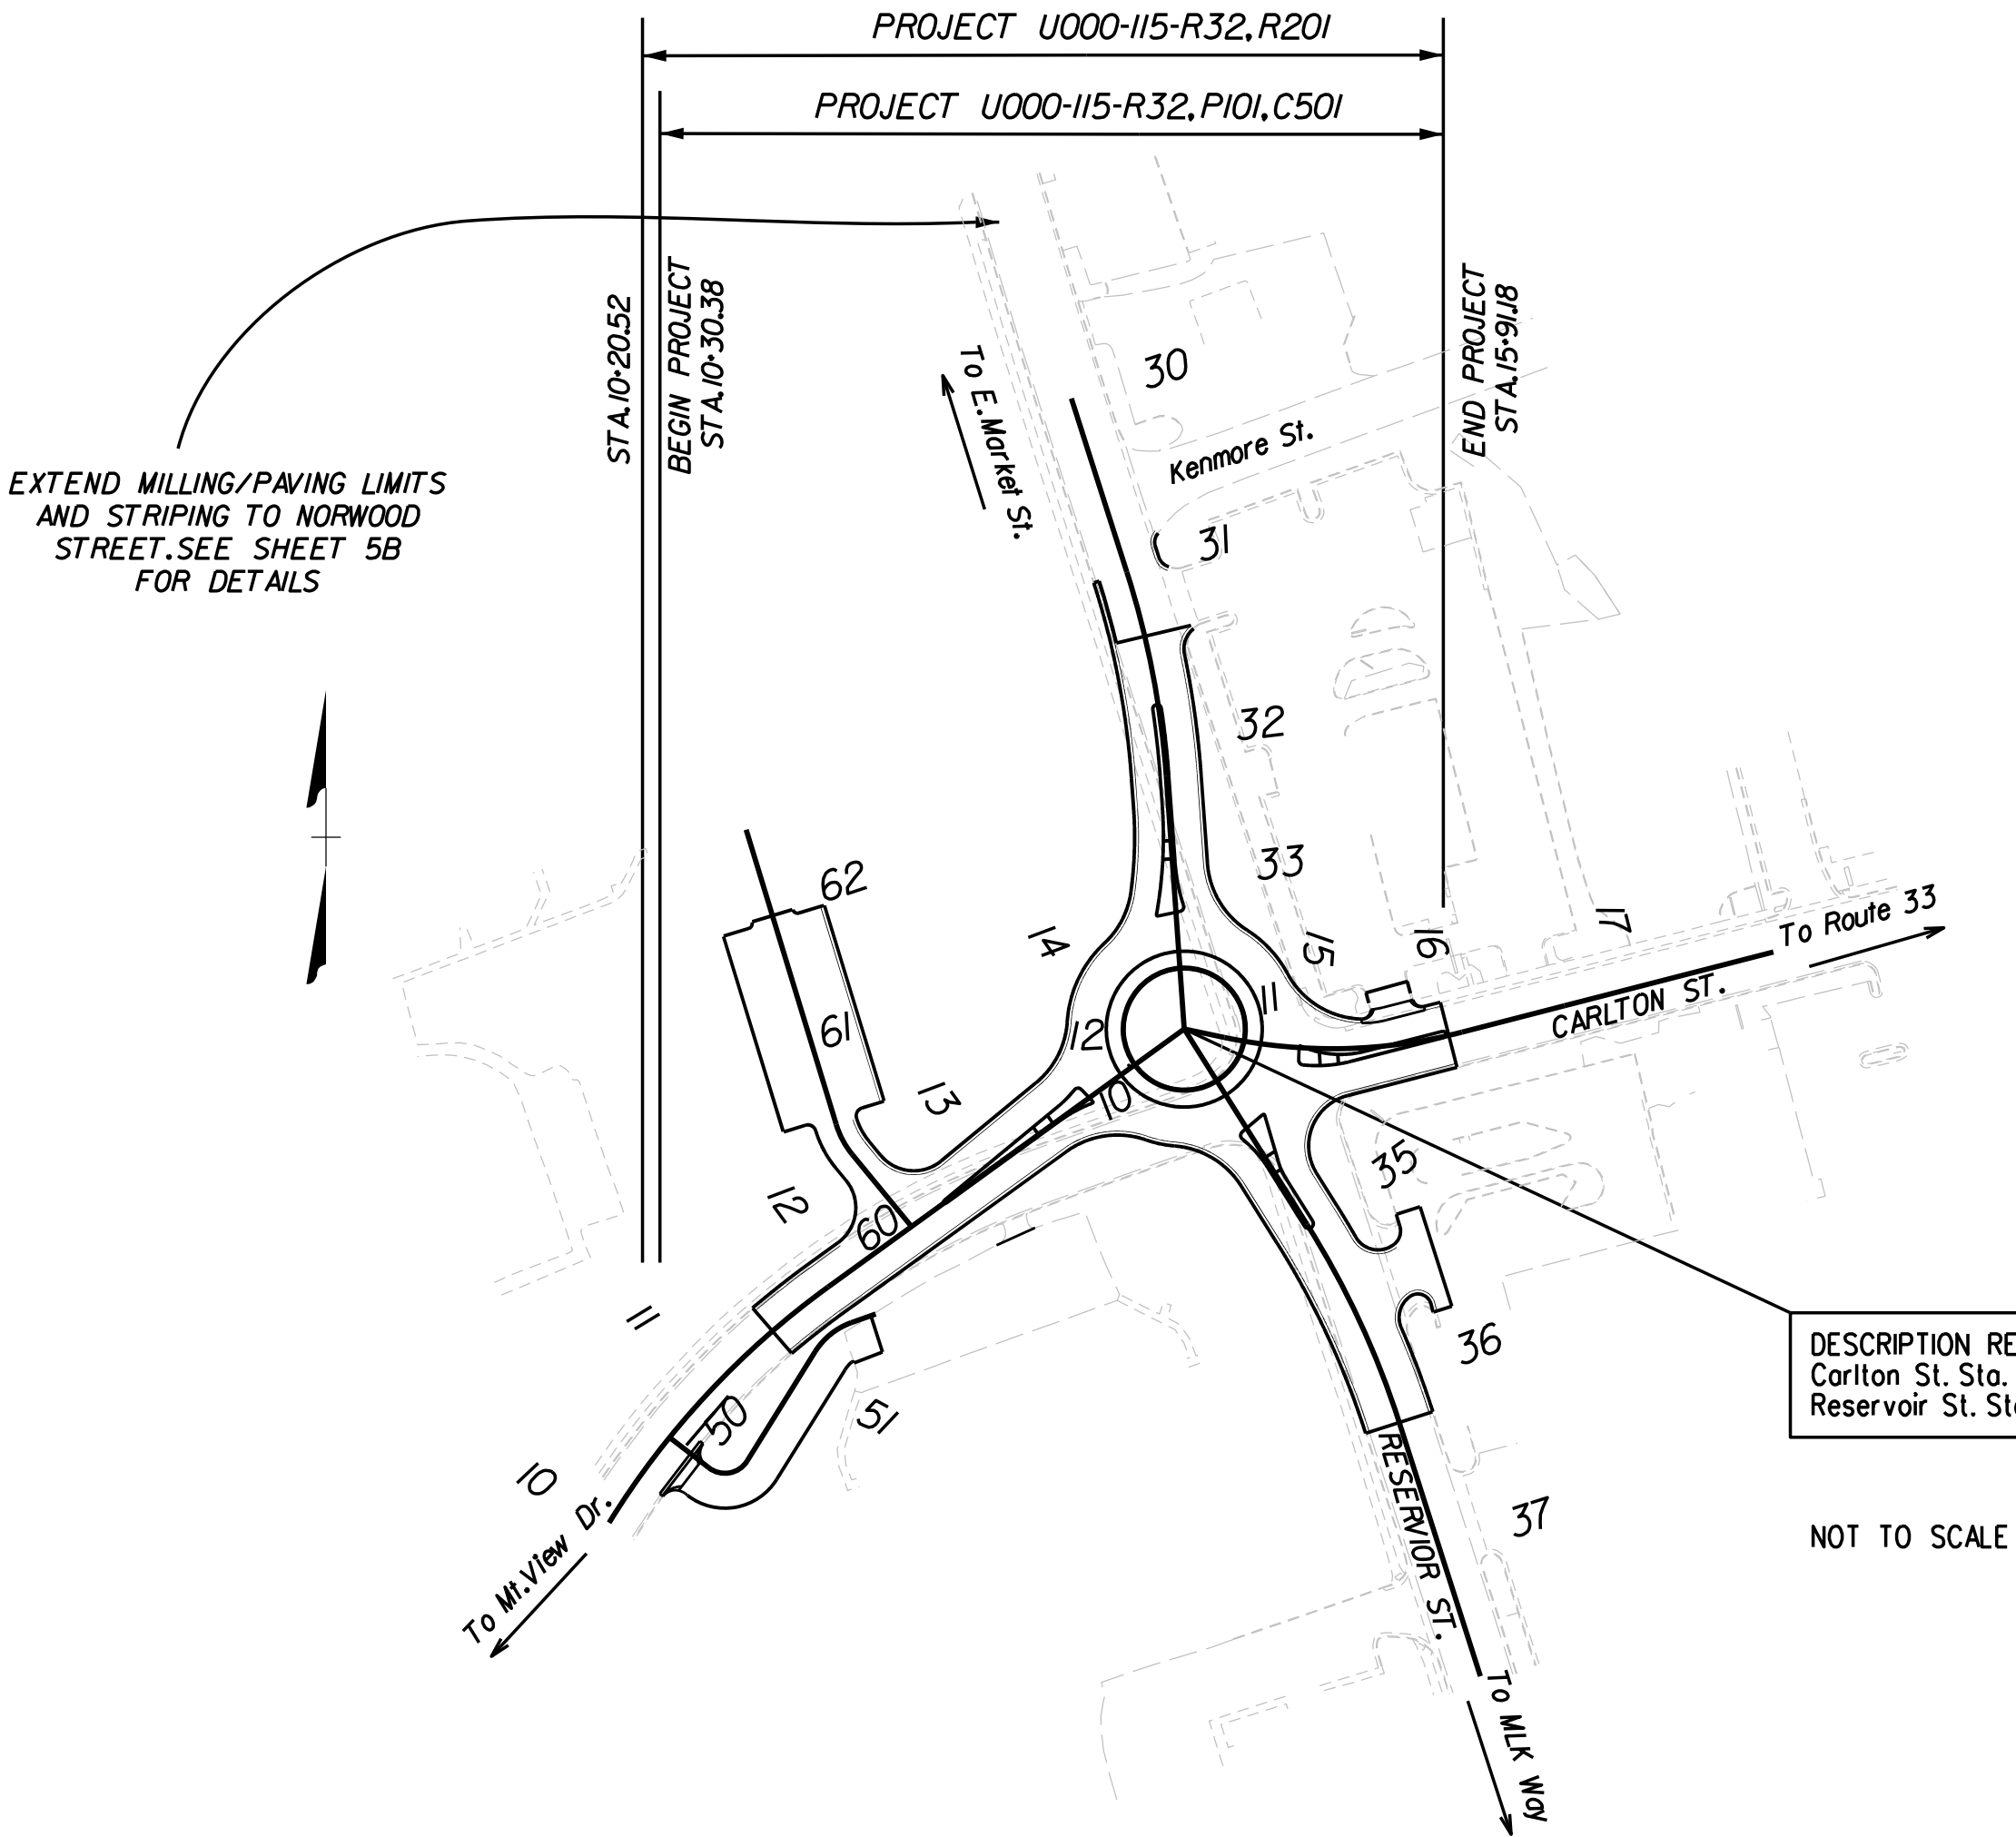 PROJECT U000-115-R32, R201
PROJECT U000-115-R32, P101, C501
STA. 10+20.52
BEGIN PROJECT
STA. 10+30.38
END PROJECT
STA. 15+91.18
EXTEND MILLING/PAVING LIMITS
AND STRIPING TO NORWOOD
STREET. SEE SHEET 5B
FOR DETAILS
To E. Market St.
30
Kenmore St.
31
32
33
62
61
60
14
13
12
11
10
12
10
11
15
16
17
To Route 33
CARLTON ST.
35
36
37
50
51
To Mt. View Dr.
RESERVIOR ST.
To MLK Way
DESCRIPTION RE
Carlton St. Sta.
Reservoir St. St
NOT TO SCALE